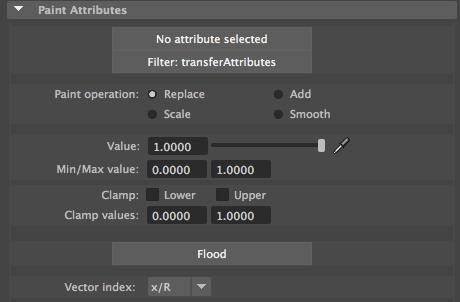 Paint Attributes
No attribute selected
Filter: transferAttributes
Paint operation: Replace Add
Scale Smooth
Value: 1.0000
Min/Max value: 0.0000 1.0000
Clamp: Lower Upper
Clamp values: 0.0000 1.0000
Flood
Vector index: x/R